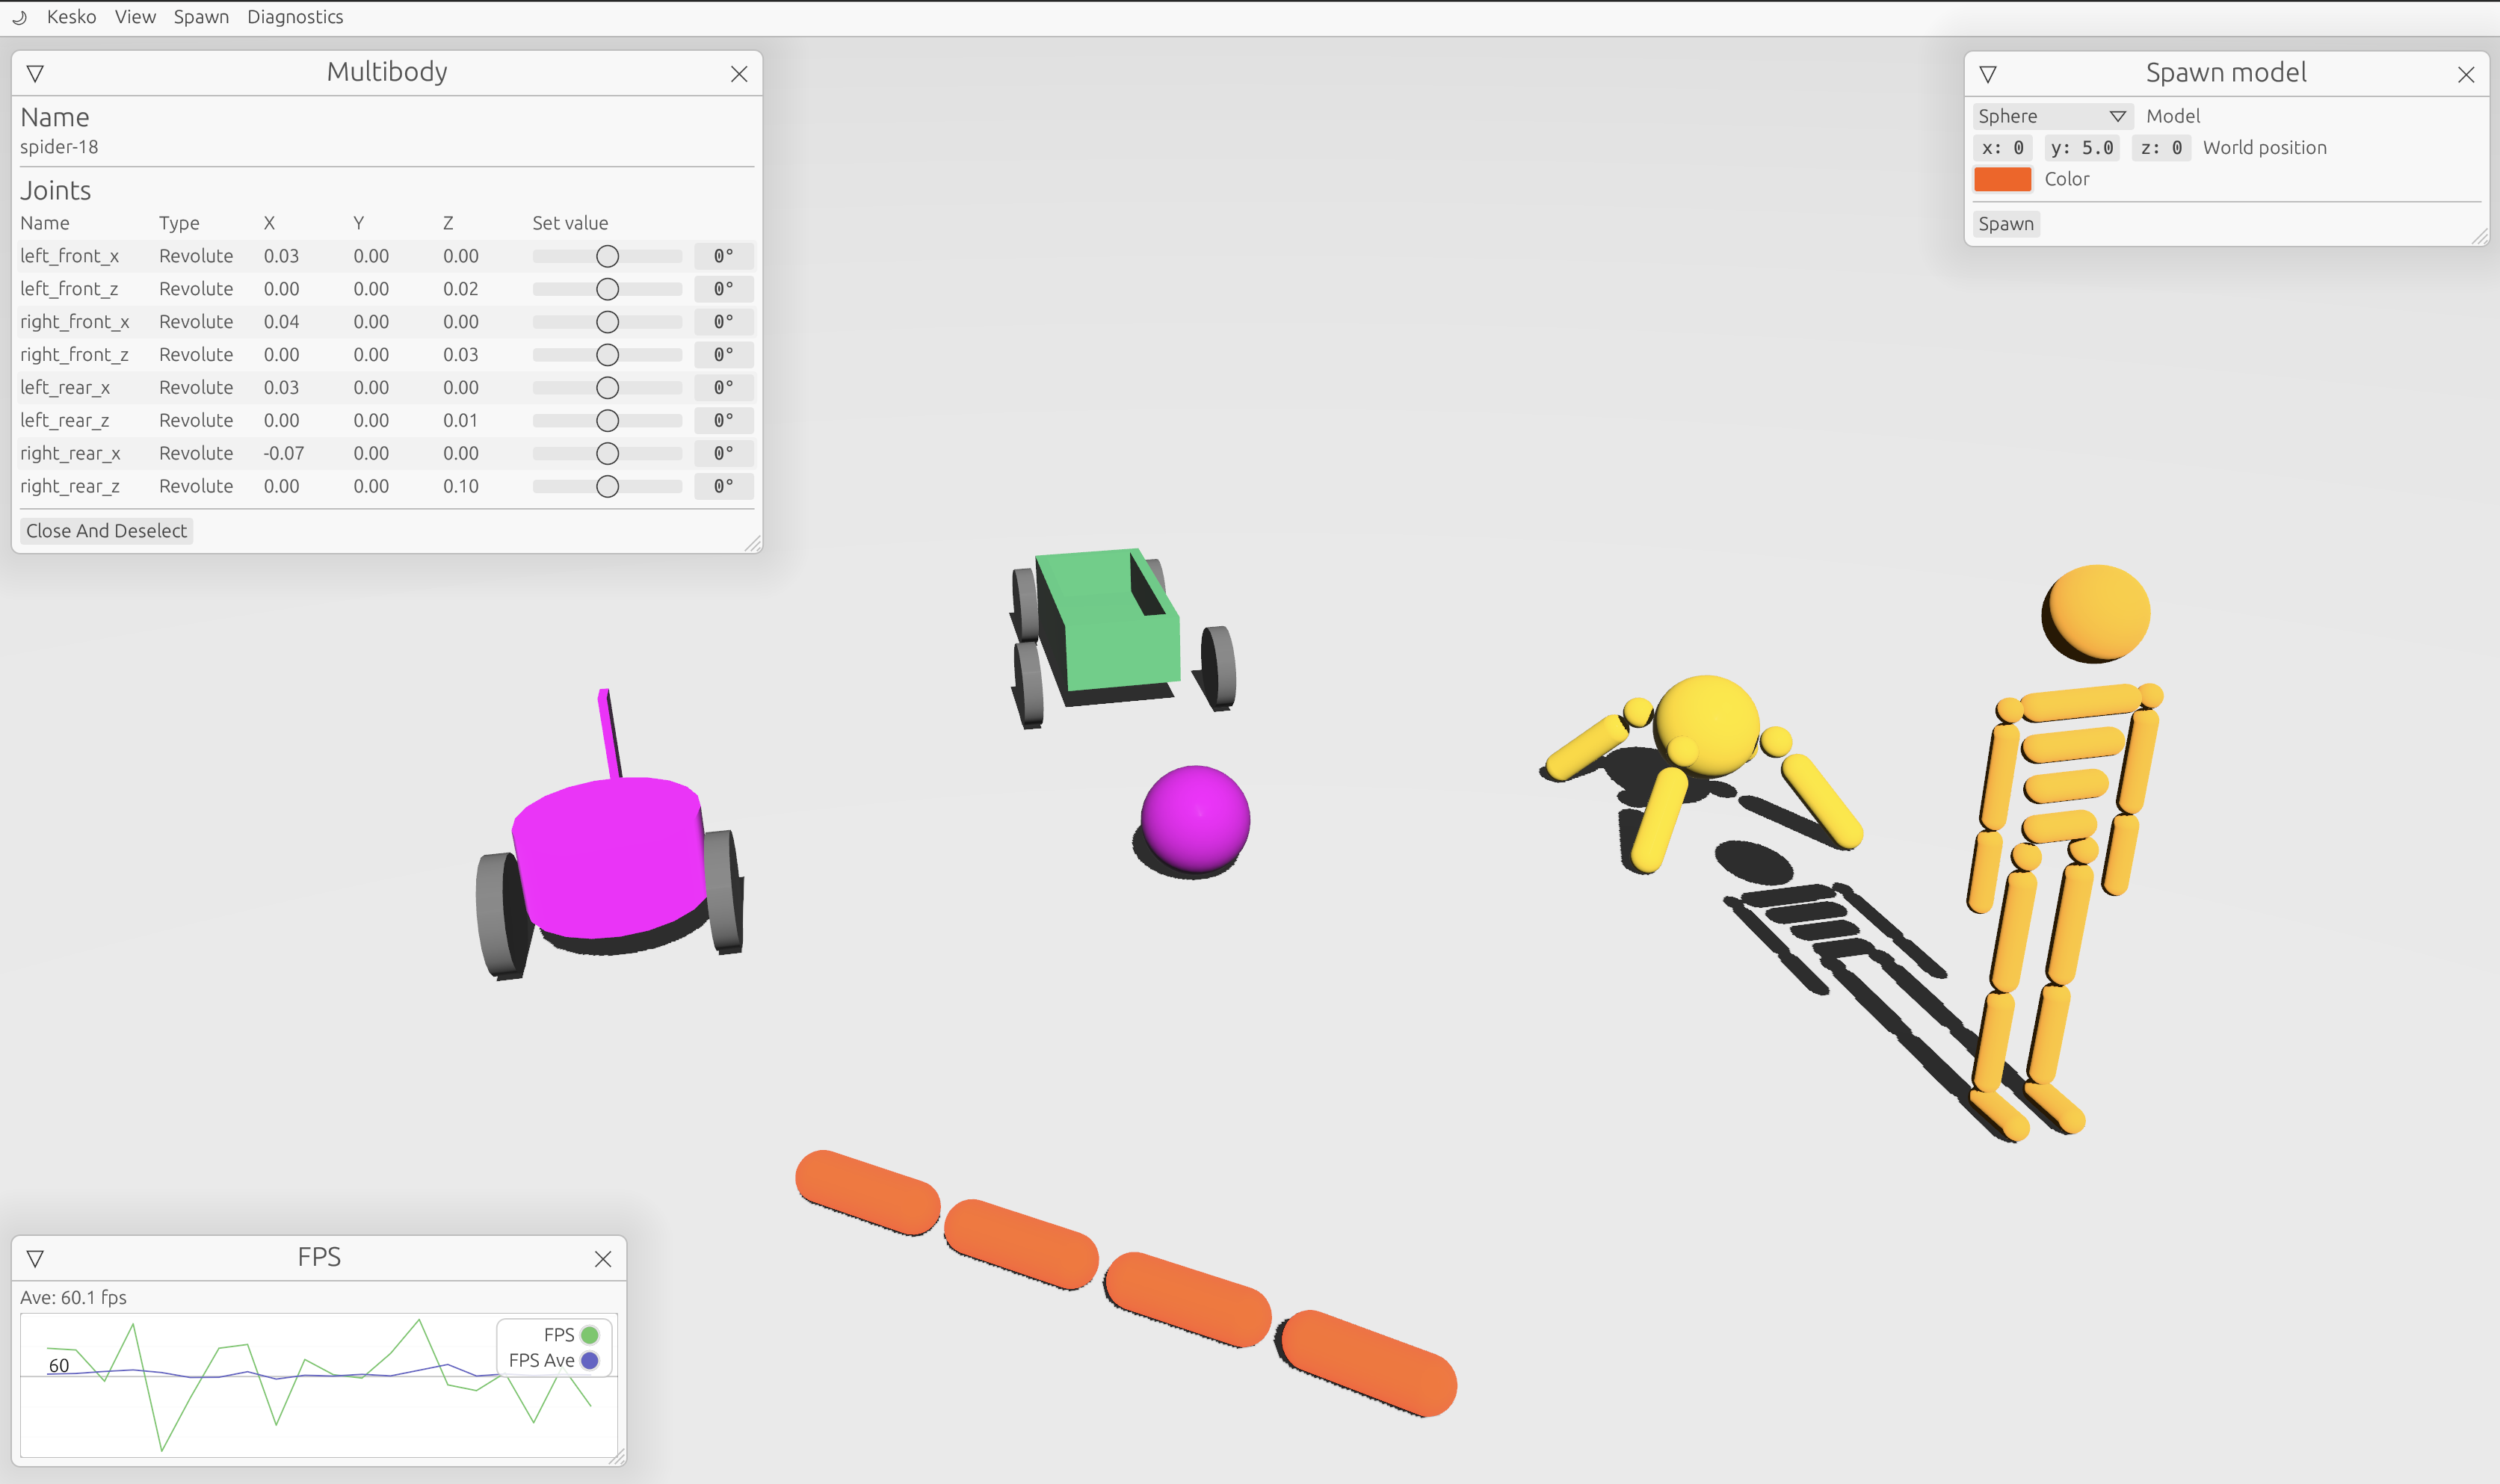 Kesko View Spawn Diagnostics
Multibody
Name
spider-18
Joints
Name Type X Y Z Set value
left_front_x Revolute 0.03 0.00 0.00 0°
left_front_z Revolute 0.00 0.00 0.02 0°
right_front_x Revolute 0.04 0.00 0.00 0°
right_front_z Revolute 0.00 0.00 0.03 0°
left_rear_x Revolute 0.03 0.00 0.00 0°
left_rear_z Revolute 0.00 0.00 0.01 0°
right_rear_x Revolute -0.07 0.00 0.00 0°
right_rear_z Revolute 0.00 0.00 0.10 0°
Close And Deselect
Spawn model
Sphere Model
x: 0 y: 5.0 z: 0 World position
Color
Spawn
FPS
Ave: 60.1 fps
FPS
60
FPS Ave